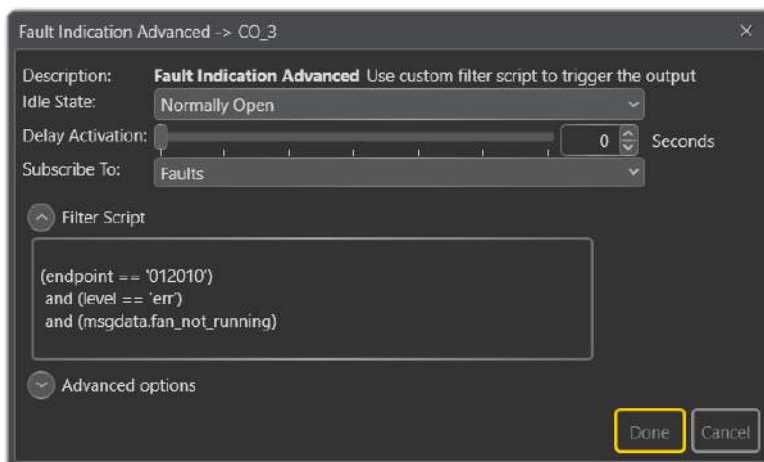 Fault Indication Advanced -> CO_3
Description: Fault Indication Advanced Use custom filter script to trigger the output
Idle State: Normally Open
Delay Activation: 0 Seconds
Subscribe To: Faults
Filter Script
(endpoint == '012010')
and (level == 'err')
and (msgdata.fan_not_running)
Advanced options
Done Cancel